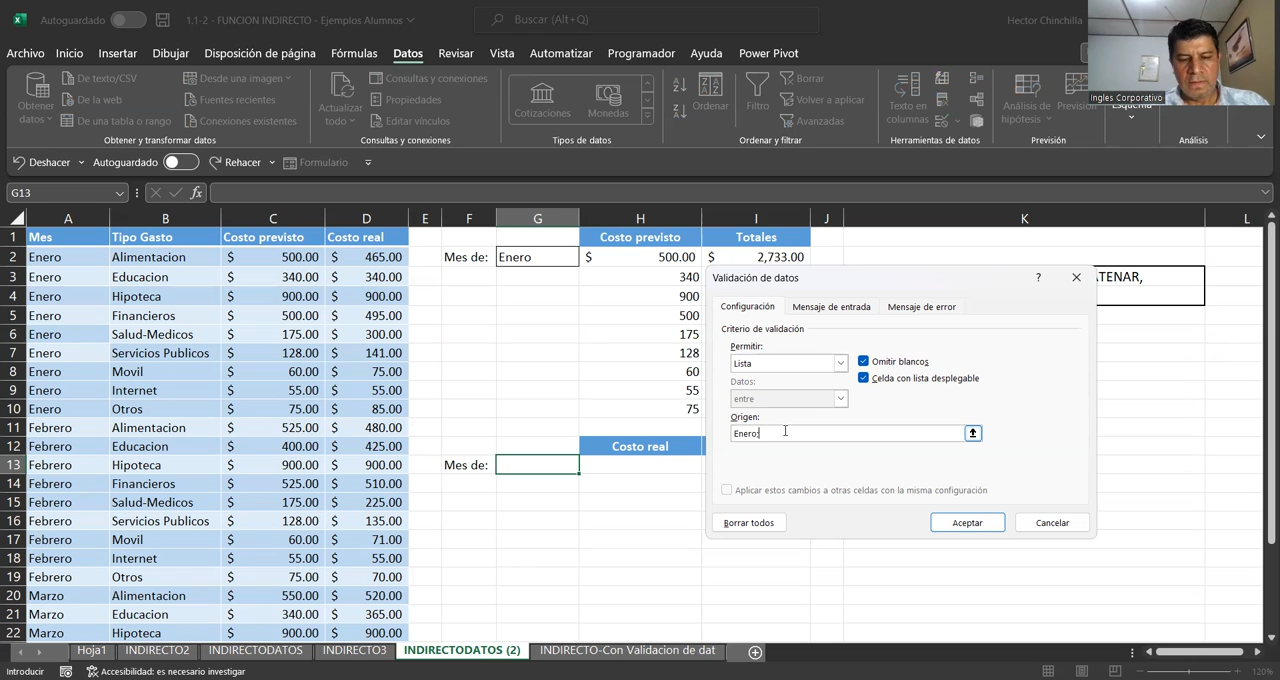 Autoguardado
1.1-2 - FUNCION INDIRECTO - Ejemplos Alumnos
Buscar (Alt+Q)
Hector Chinchilla
Ingles Corporativo
Archivo Inicio Insertar Dibujar Disposición de página Fórmulas Datos Revisar Vista Automatizar Programador Ayuda Power Pivot
Obtener datos
De texto/CSV
De la web
De una tabla o rango
Desde una imagen
Fuentes recientes
Conexiones existentes
Obtener y transformar datos
Actualizar todo
Consultas y conexiones
Propiedades
Editar vínculos
Consultas y conexiones
Cotizaciones
Monedas
Tipos de datos
Ordenar
Filtro
Borrar
Volver a aplicar
Avanzadas
Ordenar y filtrar
Texto en columnas
Herramientas de datos
Análisis de hipótesis
Previsión
Previsión
Esquema
Análisis
Deshacer Autoguardado Rehacer Formulario
G13 fx
A B C D E F G H I J K L
1 Mes Tipo Gasto Costo previsto Costo real Costo previsto Totales
2 Enero Alimentacion $ 500.00 $ 465.00 Mes de: Enero $ 500.00 $ 2,733.00
3 Enero Educacion $ 340.00 $ 277.00 340 ATENAR,
4 Enero Hipoteca $ 900.00 $ 900.00 900
5 Enero Financieros $ 500.00 $ 495.00 500
6 Enero Salud-Medicos $ 175.00 $ 300.00 175
7 Enero Servicios Publicos $ 128.00 $ 141.00 128
8 Enero Movil $ 60.00 $ 75.00 60
9 Enero Internet $ 55.00 $ 55.00 55
10 Enero Otros $ 75.00 $ 85.00 75
11 Febrero Alimentacion $ 525.00 $ 480.00
12 Febrero Educacion $ 400.00 $ 425.00 Costo real
13 Febrero Hipoteca $ 900.00 $ 900.00 Mes de:
14 Febrero Financieros $ 525.00 $ 510.00
15 Febrero Salud-Medicos $ 175.00 $ 225.00
16 Febrero Servicios Publicos $ 128.00 $ 135.00
17 Febrero Movil $ 60.00 $ 71.00
18 Febrero Internet $ 55.00 $ 55.00
19 Febrero Otros $ 75.00 $ 70.00
20 Marzo Alimentacion $ 550.00 $ 520.00
21 Marzo Educacion $ 340.00 $ 365.00
22 Marzo Hipoteca $ 900.00 $ 900.00
Validación de datos ?
Configuración Mensaje de entrada Mensaje de error
Criterio de validación
Permitir:
Lista
Omitir blancos
Celda con lista desplegable
Datos:
entre
Origen:
Enero;
Aplicar estos cambios a otras celdas con la misma configuración
Borrar todos Aceptar Cancelar
Hoja1 INDIRECTO2 INDIRECTODATOS INDIRECTO3 INDIRECTODATOS (2) INDIRECTO-Con Validacion de dat
Introducir Accesibilidad: es necesario investigar 120%